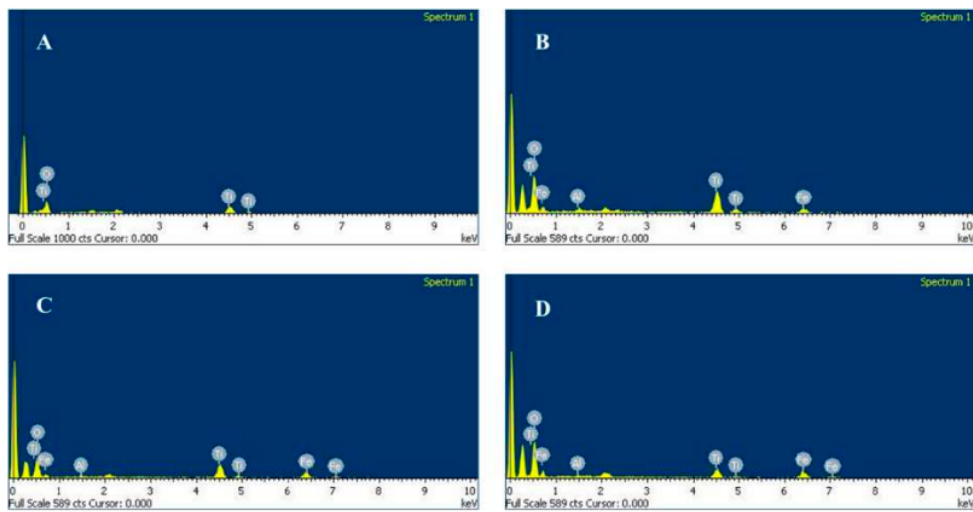 Spectrum 1
A
O
Ti
Ti
Ti
0 1 2 3 4 5 6 7 8 9
Full Scale 1000 cts Cursor: 0.000 keV
Spectrum 1
B
O
Ti
Fe
Al
Ti
Ti
Fe
0 1 2 3 4 5 6 7 8 9 10
Full Scale 589 cts Cursor: 0.000 keV
Spectrum 1
C
O
Ti
Fe
Al
Ti
Ti
Fe
Fe
0 1 2 3 4 5 6 7 8 9 10
Full Scale 589 cts Cursor: 0.000 keV
Spectrum 1
D
O
Ti
Fe
Al
Ti
Ti
Fe
Fe
0 1 2 3 4 5 6 7 8 9 10
Full Scale 589 cts Cursor: 0.000 keV